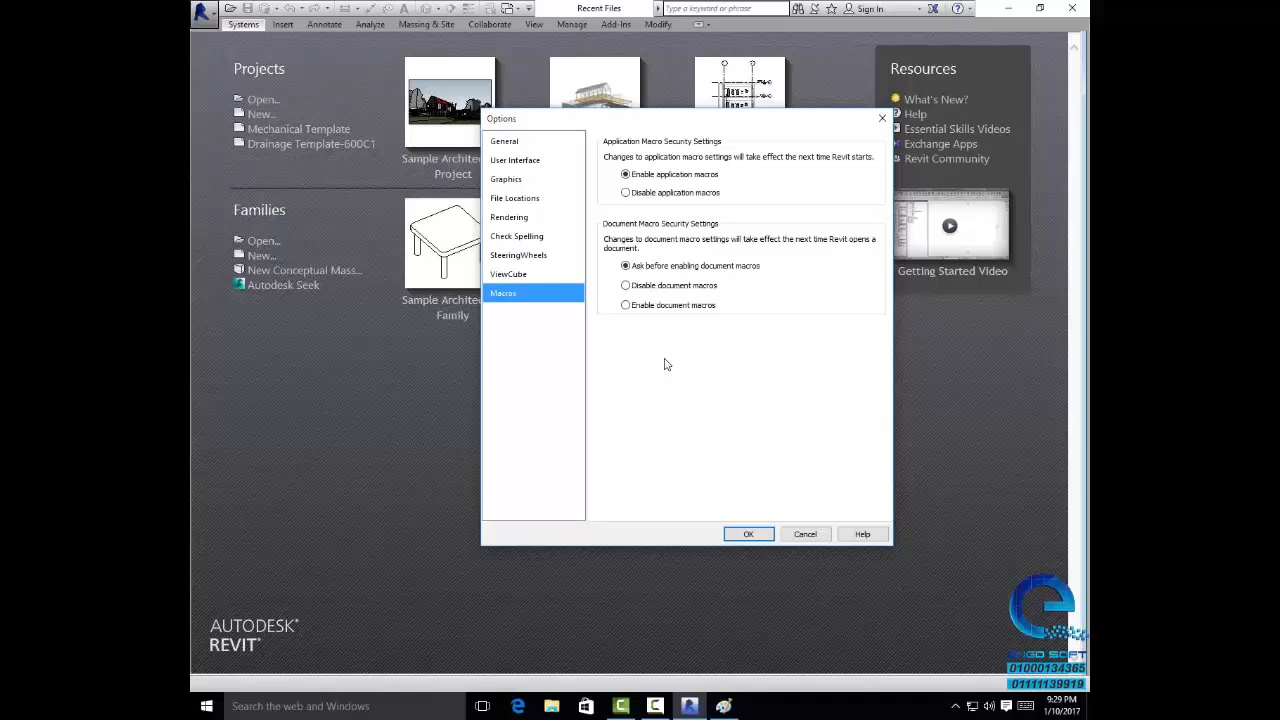 Recent Files
Type a keyword or phrase
Sign In
Systems Insert Annotate Analyze Massing & Site Collaborate View Manage Add-Ins Modify
Projects
Open...
New...
Mechanical Template
Drainage Template-600C1
Sample Archite
Project
Families
Open...
New...
New Conceptual Mass...
Autodesk Seek
Sample Archite
Family
Resources
What's New?
Help
Essential Skills Videos
Exchange Apps
Revit Community
Getting Started Video
Options
General
User Interface
Graphics
File Locations
Rendering
Check Spelling
SteeringWheels
ViewCube
Macros
Application Macro Security Settings
Changes to application macro settings will take effect the next time Revit starts.
Enable application macros
Disable application macros
Document Macro Security Settings
Changes to document macro settings will take effect the next time Revit opens a
document.
Ask before enabling document macros
Disable document macros
Enable document macros
OK Cancel Help
AUTODESK®
REVIT®
ENGO SOFT
01000134365
01111139919
Search the web and Windows
9:29 PM
1/10/2017